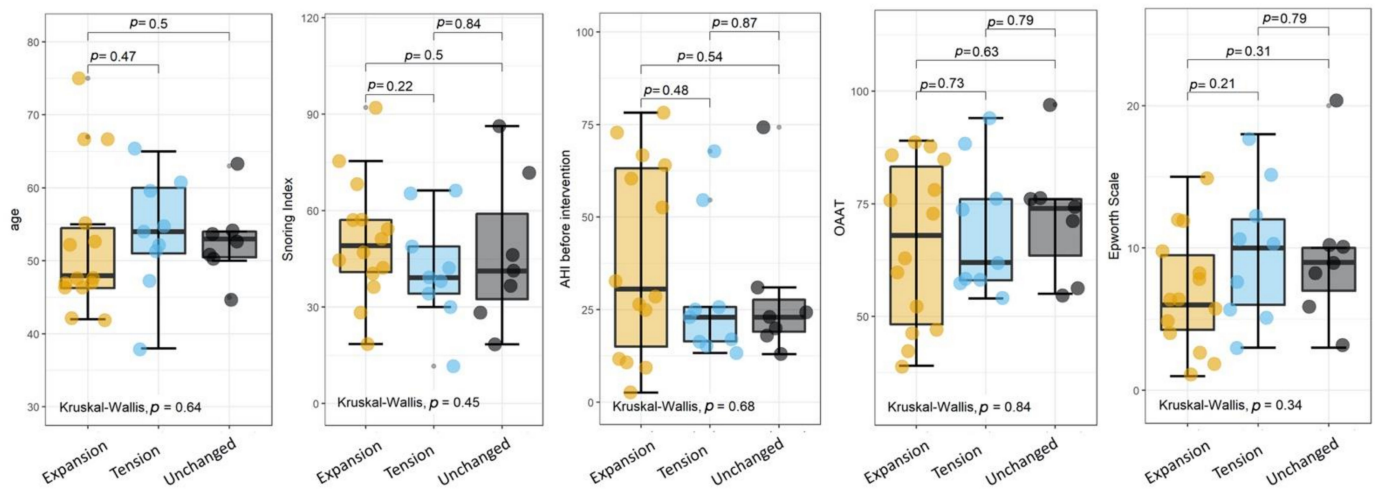 age
80
70
60
50
40
30
p= 0.5
p= 0.47
Kruskal-Wallis, p = 0.64
Expansion
Tension
Unchanged
Snoring Index
120
90
60
30
0
p= 0.84
p= 0.5
p= 0.22
Kruskal-Wallis, p = 0.45
Expansion
Tension
Unchanged
AHI before intervention
100
75
50
25
0
p= 0.87
p= 0.54
p= 0.48
Kruskal-Wallis, p = 0.68
Expansion
Tension
Unchanged
OAAT
100
75
50
p= 0.79
p= 0.63
p= 0.73
Kruskal-Wallis, p = 0.84
Expansion
Tension
Unchanged
Epworth Scale
20
10
0
p= 0.79
p= 0.31
p= 0.21
Kruskal-Wallis, p = 0.34
Expansion
Tension
Unchanged